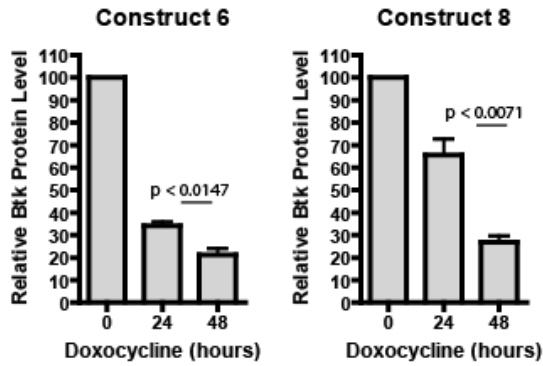 Construct 6
Relative Btk Protein Level
110
100
90
80
70
60
50
40
30
20
10
0
p < 0.0147
0 24 48
Doxocycline (hours)
Construct 8
Relative Btk Protein Level
110
100
90
80
70
60
50
40
30
20
10
0
p < 0.0071
0 24 48
Doxocycline (hours)